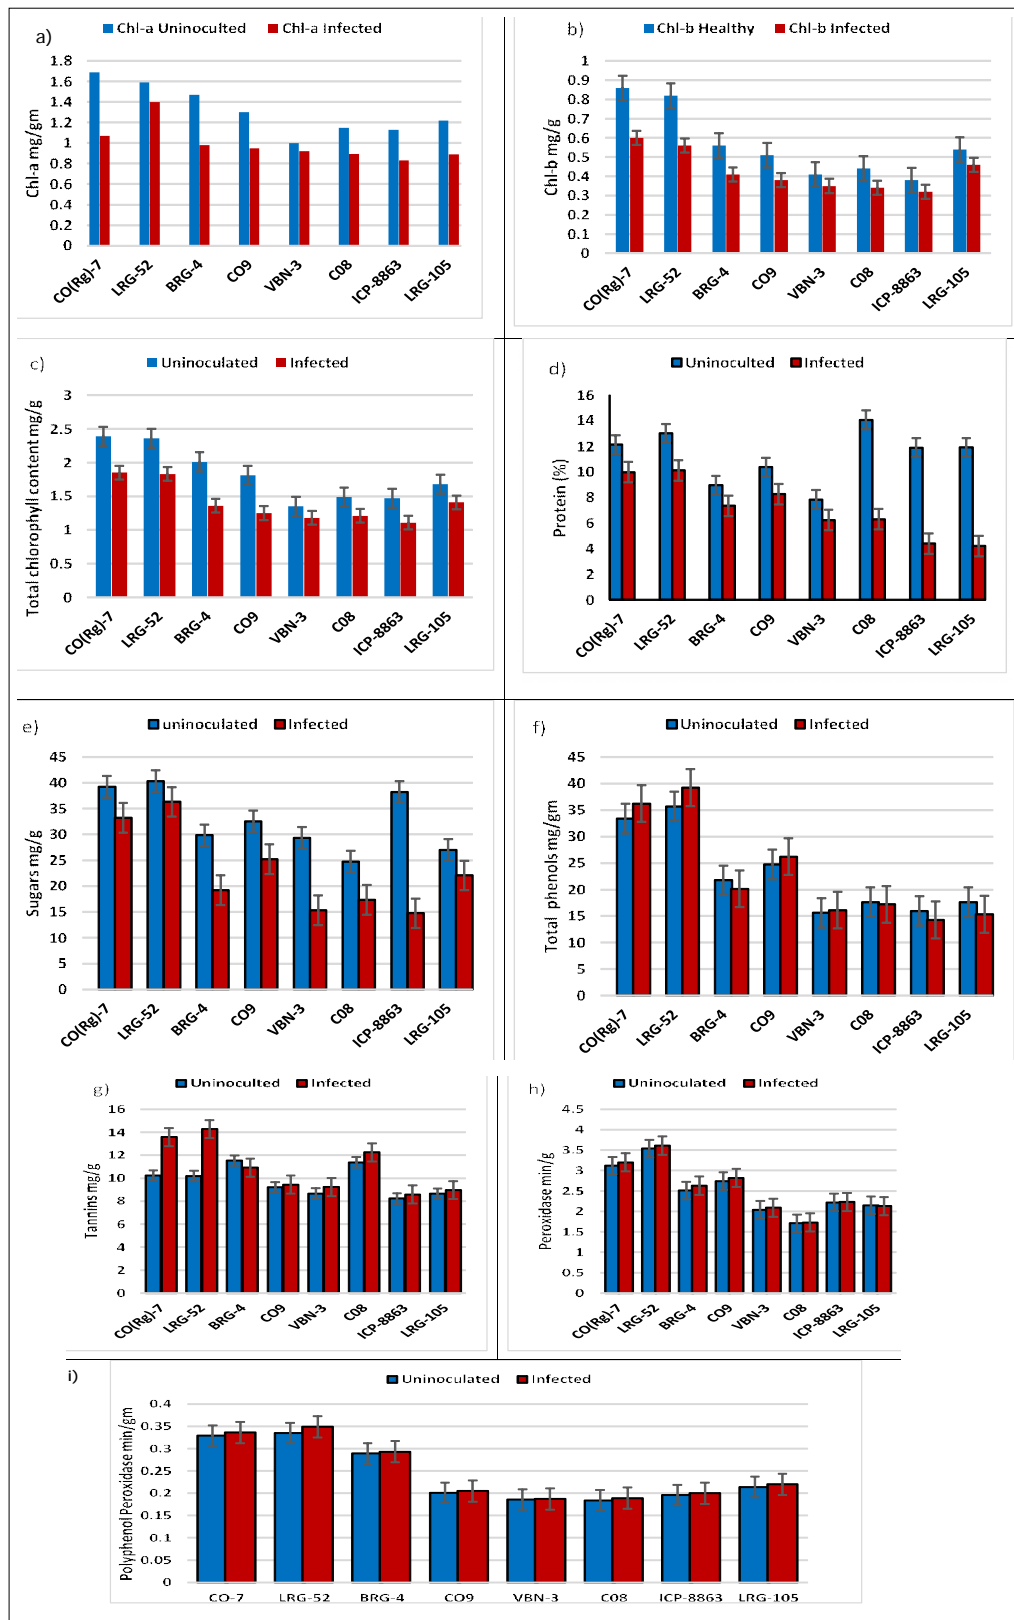 a)
Chl-a Uninoculted Chl-a Infected
Chl-a mg/gm
1.8
1.6
1.4
1.2
1
0.8
0.6
0.4
0.2
0
CO(Rg)-7 LRG-52 BRG-4 CO9 VBN-3 C08 ICP-8863 LRG-105
b)
Chl-b Healthy Chl-b Infected
Chl-b mg/g
1
0.9
0.8
0.7
0.6
0.5
0.4
0.3
0.2
0.1
0
CO(Rg)-7 LRG-52 BRG-4 CO9 VBN-3 C08 ICP-8863 LRG-105
c)
Uninoculated Infected
Total chlorophyll content mg/g
3
2.5
2
1.5
1
0.5
0
CO(Rg)-7 LRG-52 BRG-4 CO9 VBN-3 C08 ICP-8863 LRG-105
d)
Uninoculted Infected
Protein (%)
16
14
12
10
8
6
4
2
0
CO(Rg)-7 LRG-52 BRG-4 CO9 VBN-3 C08 ICP-8863 LRG-105
e)
uninoculated Infected
Sugars mg/g
45
40
35
30
25
20
15
10
5
0
CO(Rg)-7 LRG-52 BRG-4 CO9 VBN-3 C08 ICP-8863 LRG-105
f)
Uninoculated Infected
Total phenols mg/gm
45
40
35
30
25
20
15
10
5
0
CO(Rg)-7 LRG-52 BRG-4 CO9 VBN-3 C08 ICP-8863 LRG-105
g)
Uninoculted Infected
Tannins mg/g
16
14
12
10
8
6
4
2
0
CO(Rg)-7 LRG-52 BRG-4 CO9 VBN-3 C08 ICP-8863 LRG-105
h)
Uninoculated Infected
Peroxidase min/g
4.5
4
3.5
3
2.5
2
1.5
1
0.5
0
CO(Rg)-7 LRG-52 BRG-4 CO9 VBN-3 C08 ICP-8863 LRG-105
i)
Uninoculated Infected
Polyphenol Peroxidase min/gm
0.4
0.35
0.3
0.25
0.2
0.15
0.1
0.05
0
CO-7 LRG-52 BRG-4 CO9 VBN-3 C08 ICP-8863 LRG-105